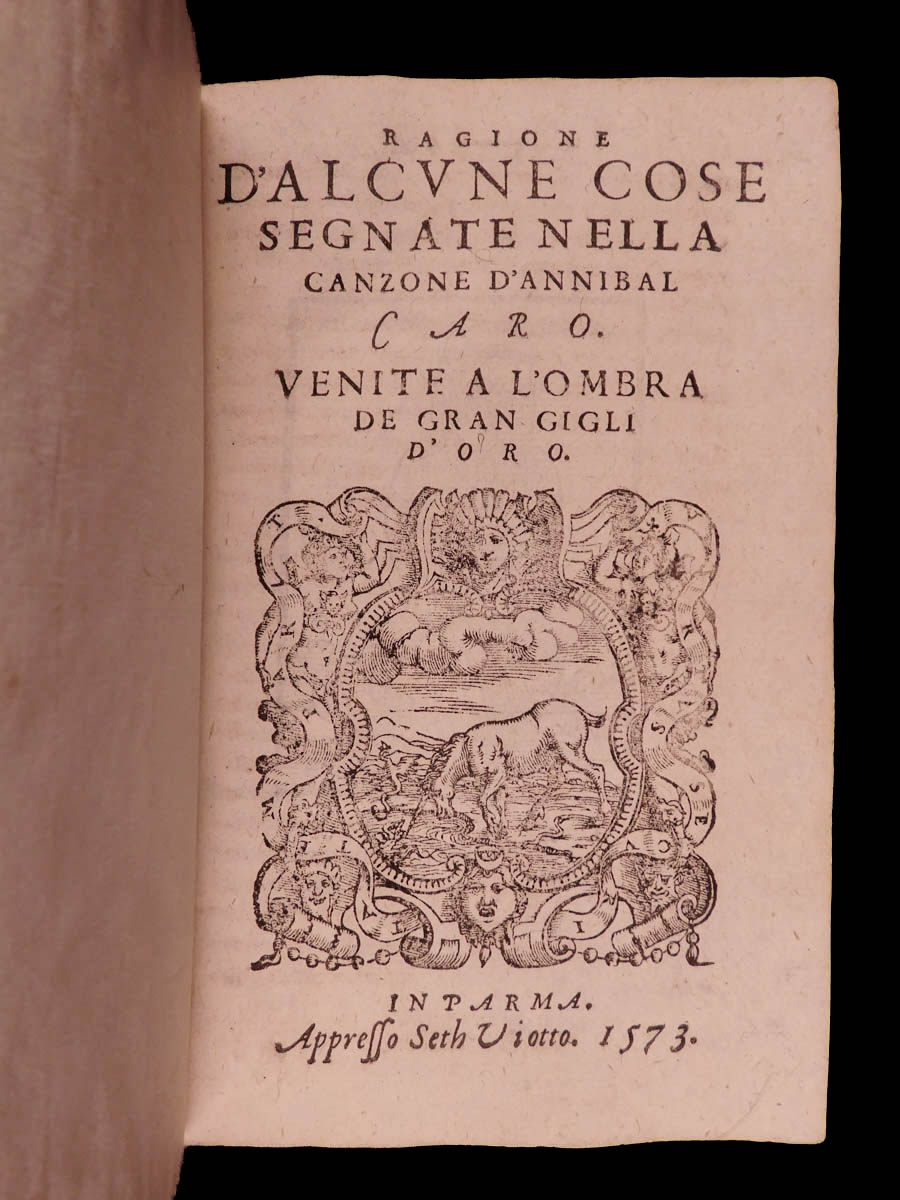 RAGIONE
D'ALCVNE COSE
SEGNATE NELLA
CANZONE D'ANNIBAL
CARO.
VENITE A L'OMBRA
DE GRAN GIGLI
D'ORO.
IN PARMA.
Appresso Seth Viotto. 1573.